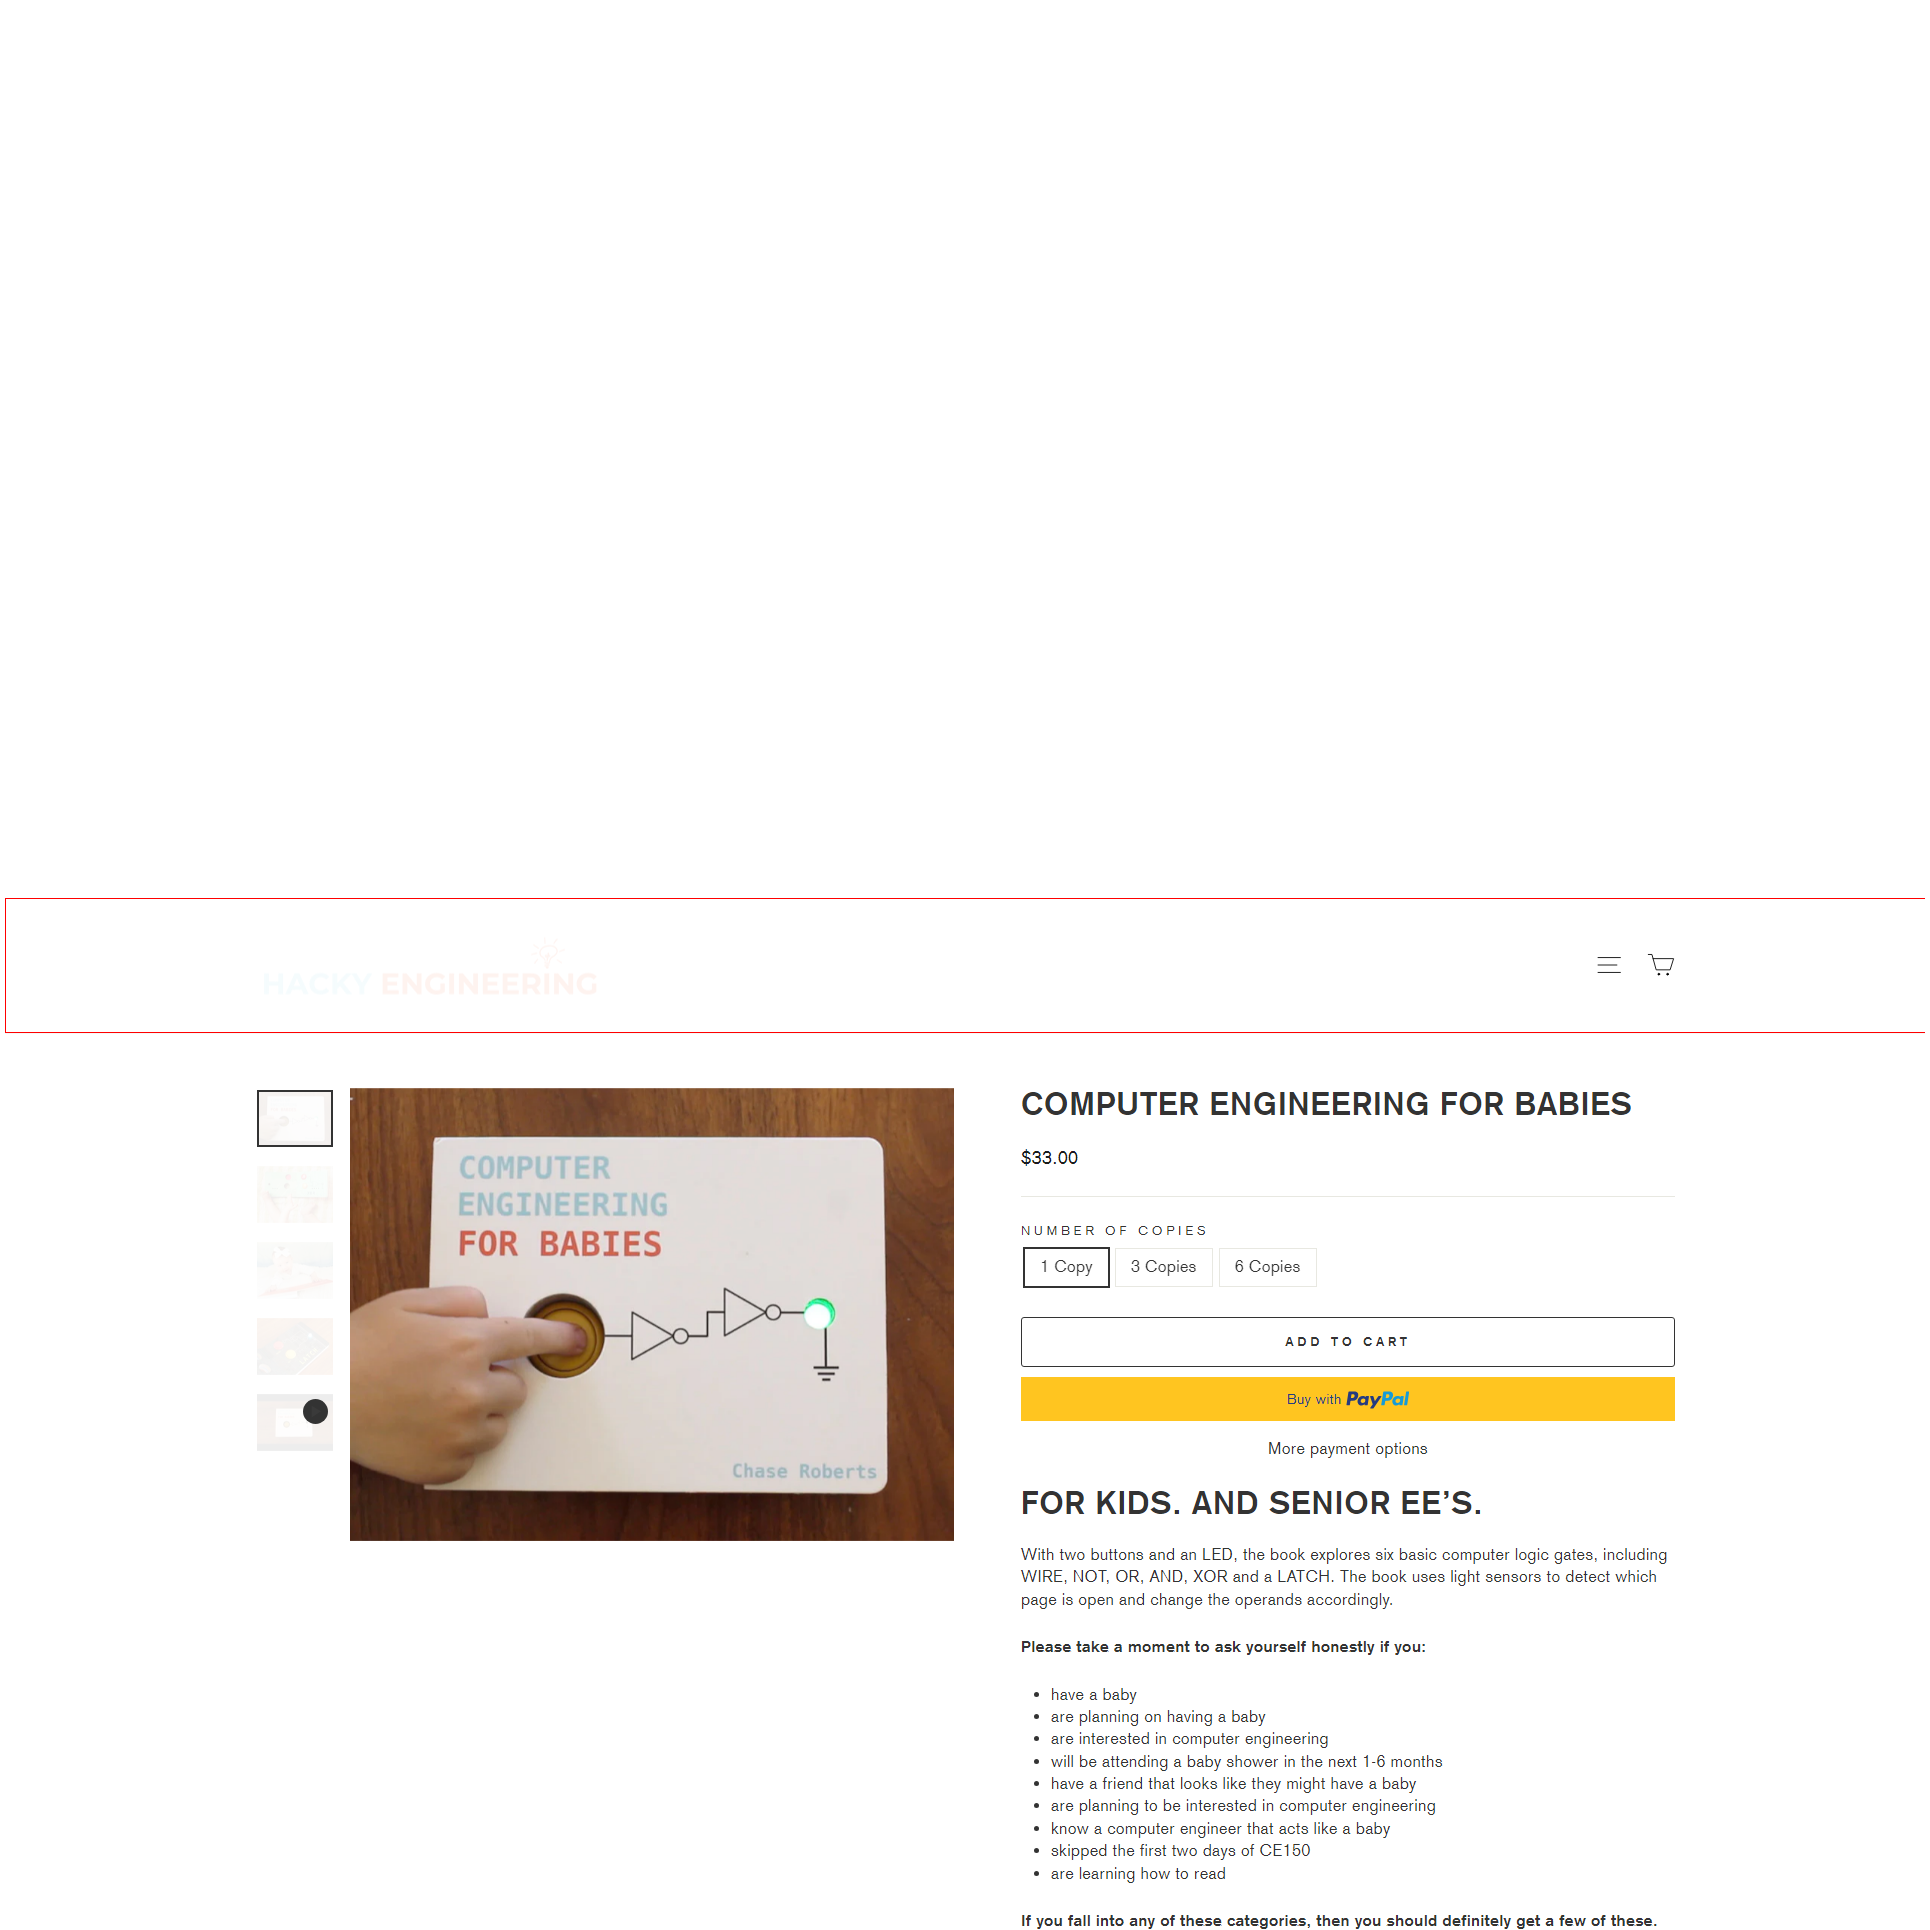 HACKY ENGINEERING
COMPUTER
ENGINEERING
FOR BABIES
Chase Roberts
COMPUTER ENGINEERING FOR BABIES
$33.00
NUMBER OF COPIES
1 Copy
3 Copies
6 Copies
ADD TO CART
Buy with PayPal
More payment options
FOR KIDS. AND SENIOR EE’S.
With two buttons and an LED, the book explores six basic computer logic gates, including
WIRE, NOT, OR, AND, XOR and a LATCH. The book uses light sensors to detect which
page is open and change the operands accordingly.
Please take a moment to ask yourself honestly if you:
• have a baby
• are planning on having a baby
• are interested in computer engineering
• will be attending a baby shower in the next 1-6 months
• have a friend that looks like they might have a baby
• are planning to be interested in computer engineering
• know a computer engineer that acts like a baby
• skipped the first two days of CE150
• are learning how to read
If you fall into any of these categories, then you should definitely get a few of these.